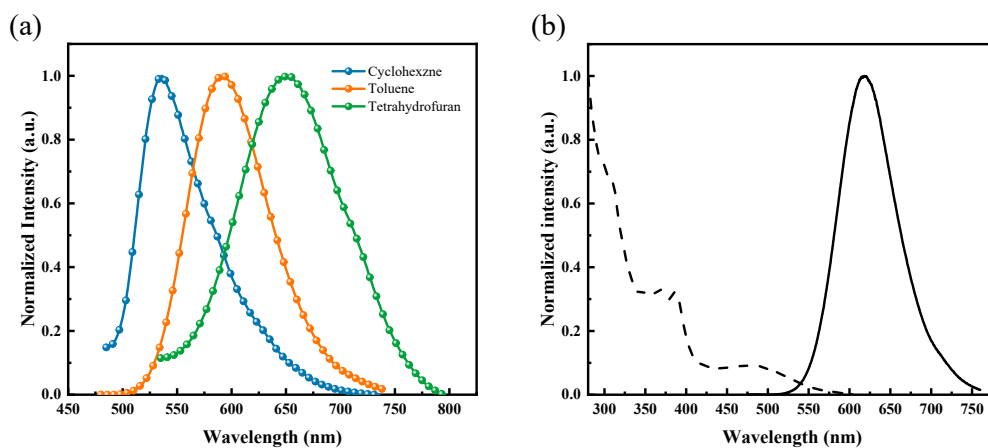 (a)
Normalized Intensity (a.u.)
1.0
0.8
0.6
0.4
0.2
0.0
Cyclohexzne
Toluene
Tetrahydrofuran
450 500 550 600 650 700 750 800
Wavelength (nm)
(b)
Normalized intensity (a.u.)
1.0
0.8
0.6
0.4
0.2
0.0
300 350 400 450 500 550 600 650 700 750
Wavelength (nm)